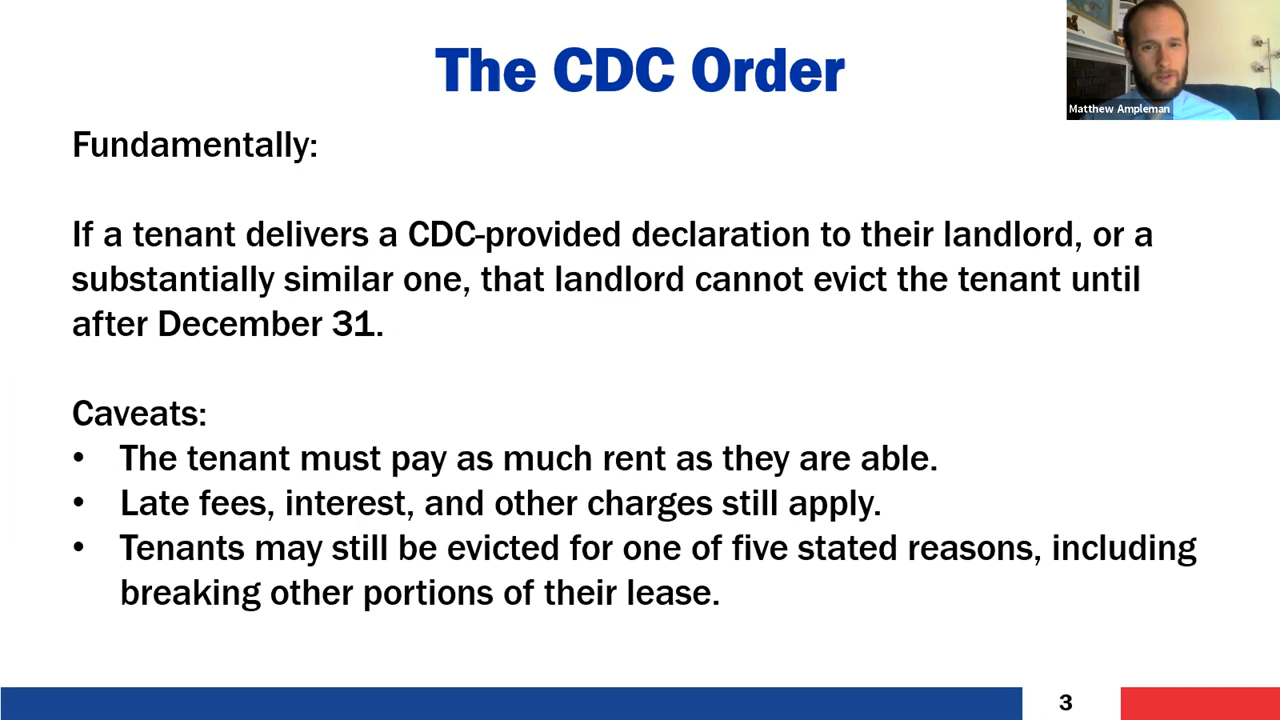 The CDC Order
Matthew Ampleman
Fundamentally:
If a tenant delivers a CDC-provided declaration to their landlord, or a
substantially similar one, that landlord cannot evict the tenant until
after December 31.
Caveats:
• The tenant must pay as much rent as they are able.
• Late fees, interest, and other charges still apply.
• Tenants may still be evicted for one of five stated reasons, including
breaking other portions of their lease.
3